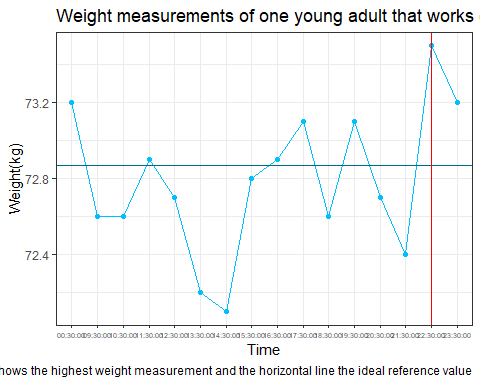 Weight measurements of one young adult that works
73.2
72.8
72.4
Weight(kg)
00:30:00 09:30:00 10:30:00 11:30:00 12:30:00 13:30:00 14:30:00 15:30:00 16:30:00 17:30:00 18:30:00 19:30:00 20:30:00 21:30:00 22:30:00 23:30:00
Time
hows the highest weight measurement and the horizontal line the ideal reference value